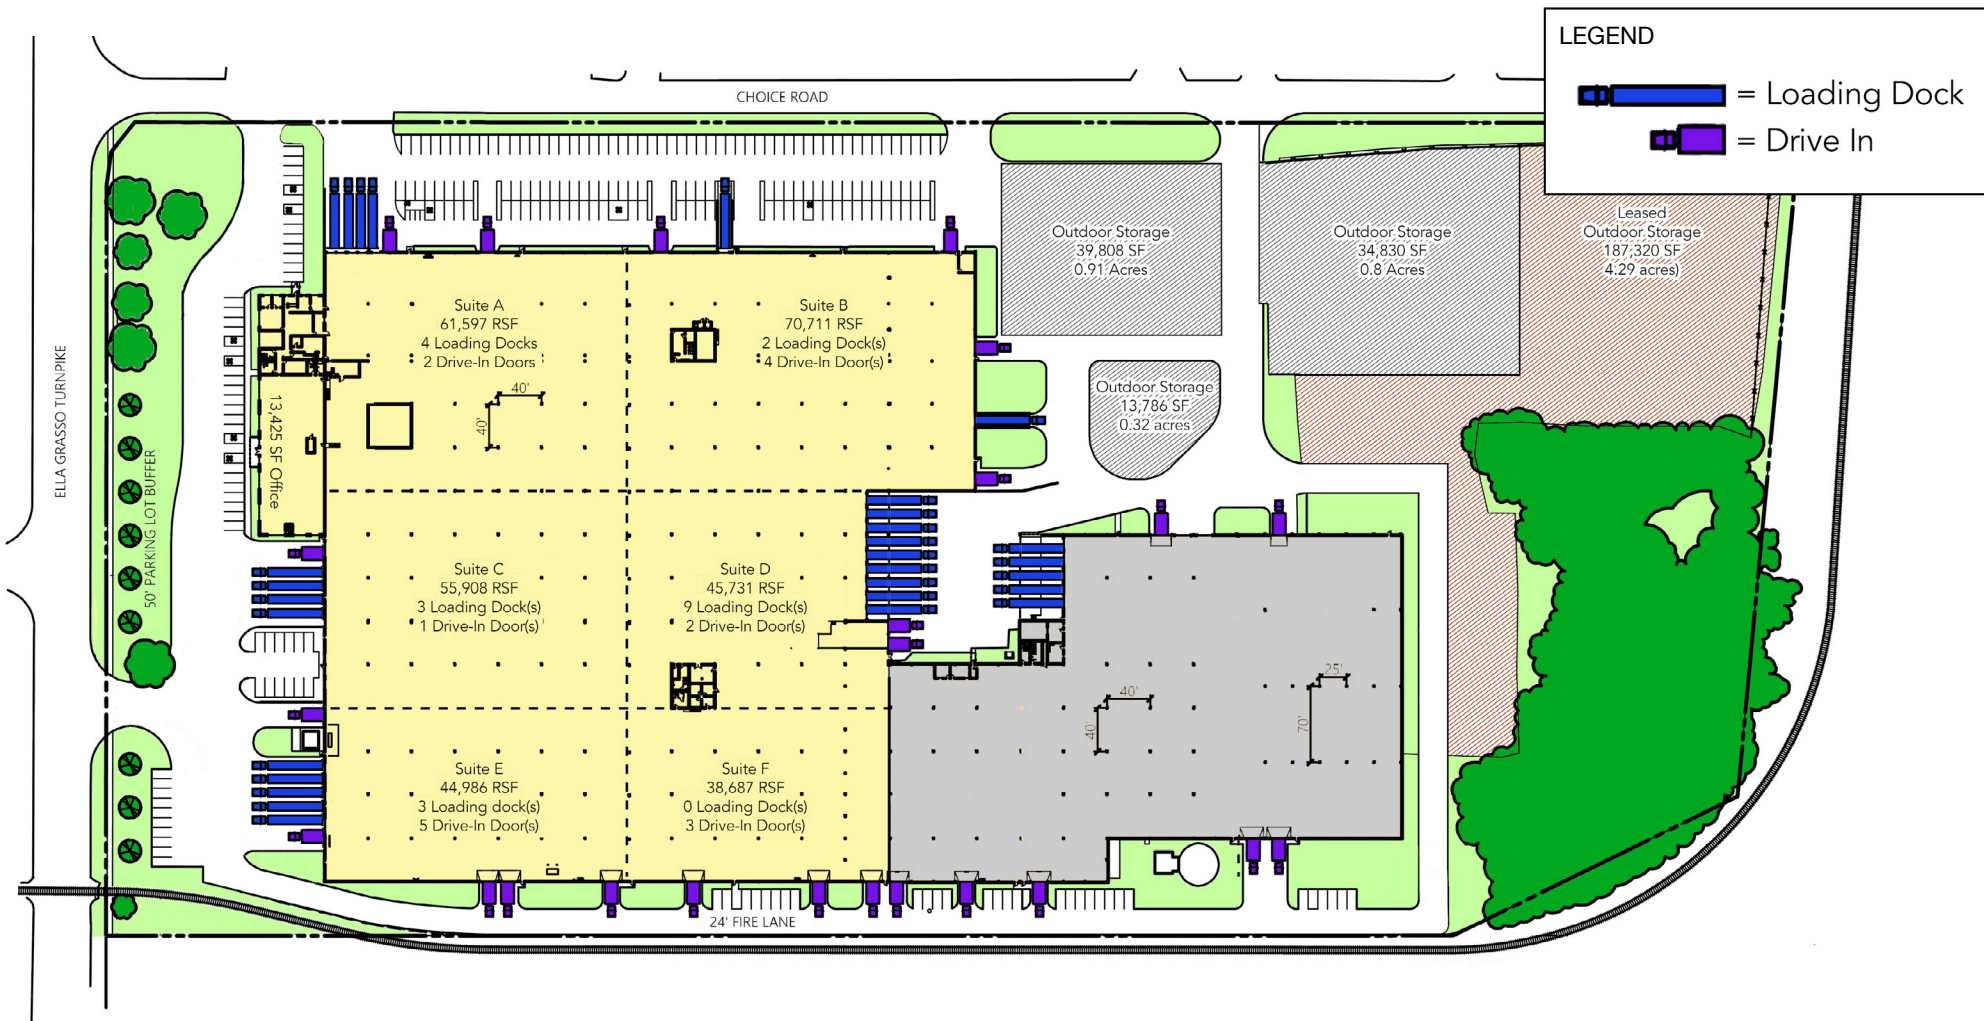 LEGEND
= Loading Dock
= Drive In
CHOICE ROAD
ELLA GRASSO TURNPIKE
50' PARKING LOT BUFFER
13,425 SF Office
Suite A
61,597 RSF
4 Loading Docks
2 Drive-In Doors
40'
40'
Suite B
70,711 RSF
2 Loading Dock(s)
4 Drive-In Door(s)
Outdoor Storage
39,808 SF
0.91 Acres
Outdoor Storage
34,830 SF
0.8 Acres
Leased
Outdoor Storage
187,320 SF
4.29 acres)
Outdoor Storage
13,786 SF
0.32 acres
Suite C
55,908 RSF
3 Loading Dock(s)
1 Drive-In Door(s)
Suite D
45,731 RSF
9 Loading Dock(s)
2 Drive-In Door(s)
Suite E
44,986 RSF
3 Loading dock(s)
5 Drive-In Door(s)
Suite F
38,687 RSF
0 Loading Dock(s)
3 Drive-In Door(s)
40'
40'
25'
70'
24' FIRE LANE